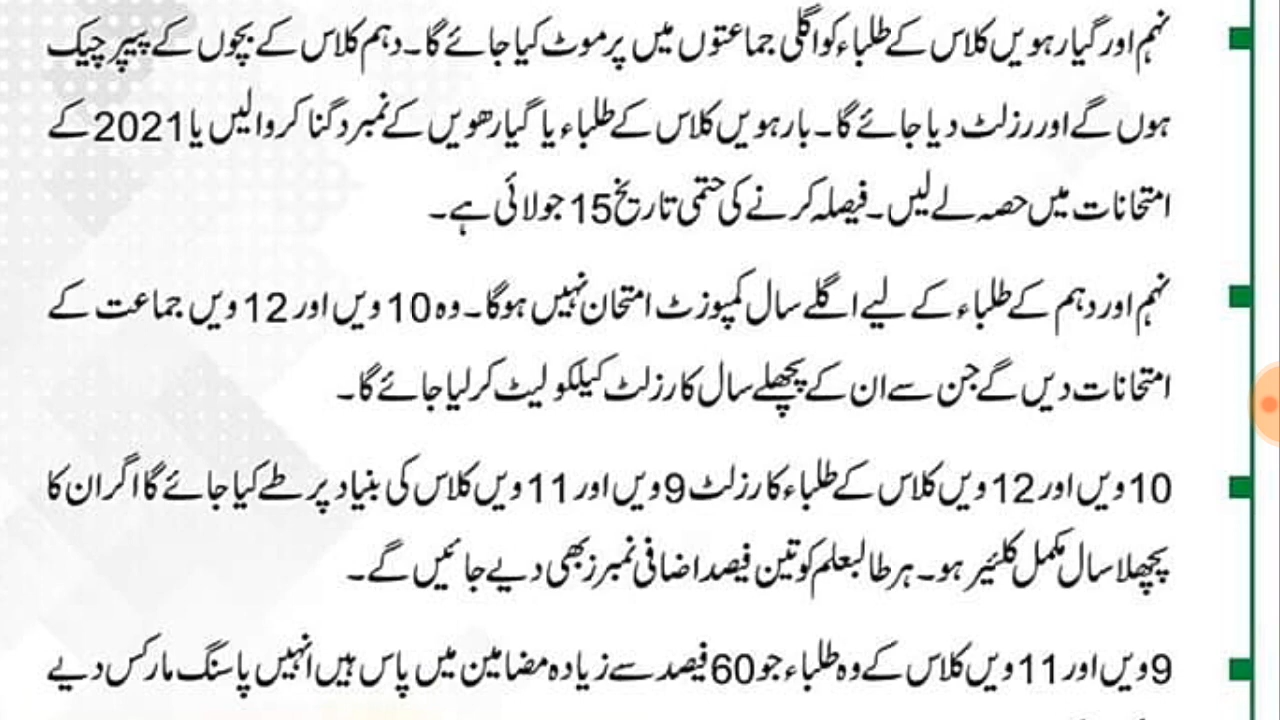 نہم اور گیارہویں کلاس کے طلباء کو اگلی جماعتوں میں پرموٹ کیا جائے گا۔ دہم کلاس کے بچوں کے پیپر چیک
ہوں گے اور رزلٹ دیا جائے گا۔ بارہویں کلاس کے طلباء یا گیارھویں کے نمبر دگنا کروا لیں یا 2021 کے
امتحانات میں حصہ لے لیں۔ فیصلہ کرنے کی حتمی تاریخ 15 جولائی ہے۔
نہم اور دہم کے طلباء کے لیے اگلے سال کمپوزٹ امتحان نہیں ہوگا۔ وہ 10 ویں اور 12 ویں جماعت کے
امتحانات دیں گے جن سے ان کے پچھلے سال کا رزلٹ کیلکولیٹ کر لیا جائے گا۔
10 ویں اور 12 ویں کلاس کے طلباء کا رزلٹ 9 ویں اور 11 ویں کلاس کی بنیاد پر طے کیا جائے گا اگر ان کا
پچھلا سال مکمل کلئیر ہو۔ ہر طالبعلم کو تین فیصد اضافی نمبرز بھی دیے جائیں گے۔
9 ویں اور 11 ویں کلاس کے وہ طلباء جو 60 فیصد سے زیادہ مضامین میں پاس ہیں انہیں پاسنگ مارکس دیے